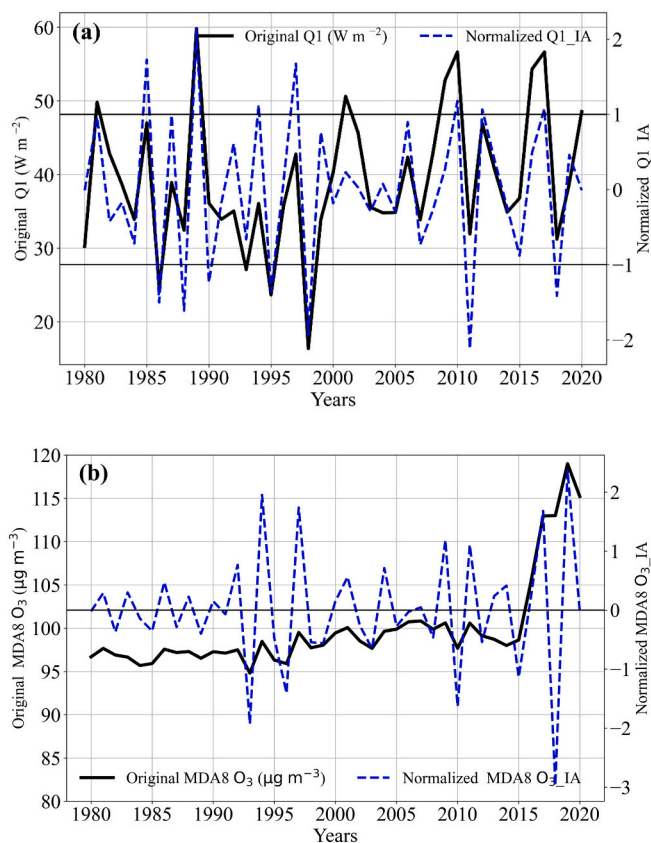 (a)
Original Q1 (W m −2)
Normalized Q1_IA
60
50
40
30
20
2
1
0
−1
−2
Original Q1 (W m −2)
Normalized Q1 IA
1980 1985 1990 1995 2000 2005 2010 2015 2020
Years
(b)
120
115
110
105
100
95
90
85
80
2
1
0
−1
−2
−3
Original MDA8 O3 (μg m−3)
Normalized MDA8 O3_IA
Original MDA8 O3 (μg m−3) Normalized MDA8 O3_IA
1980 1985 1990 1995 2000 2005 2010 2015 2020
Years